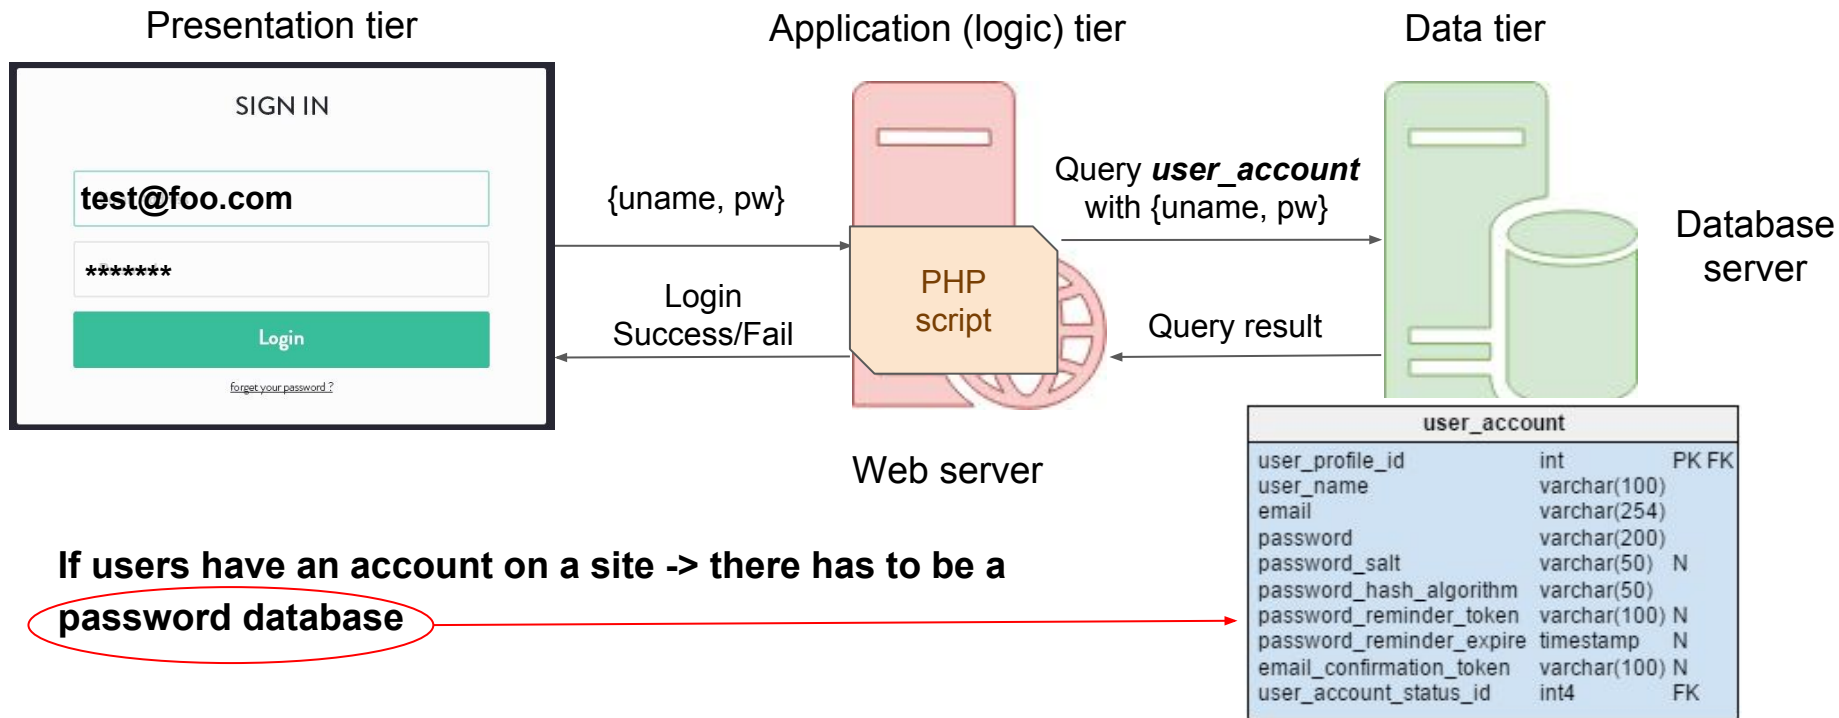 Presentation tier
Application (logic) tier
Data tier
SIGN IN
test@foo.com
*******
Login
forget your password ?
{uname, pw}
Login
Success/Fail
PHP
script
Query user_account
with {uname, pw}
Query result
Database
server
Web server
If users have an account on a site -> there has to be a
password database
user_account
user_profile_id int PK FK
user_name varchar(100)
email varchar(254)
password varchar(200)
password_salt varchar(50) N
password_hash_algorithm varchar(50)
password_reminder_token varchar(100) N
password_reminder_expire timestamp N
email_confirmation_token varchar(100) N
user_account_status_id int4 FK